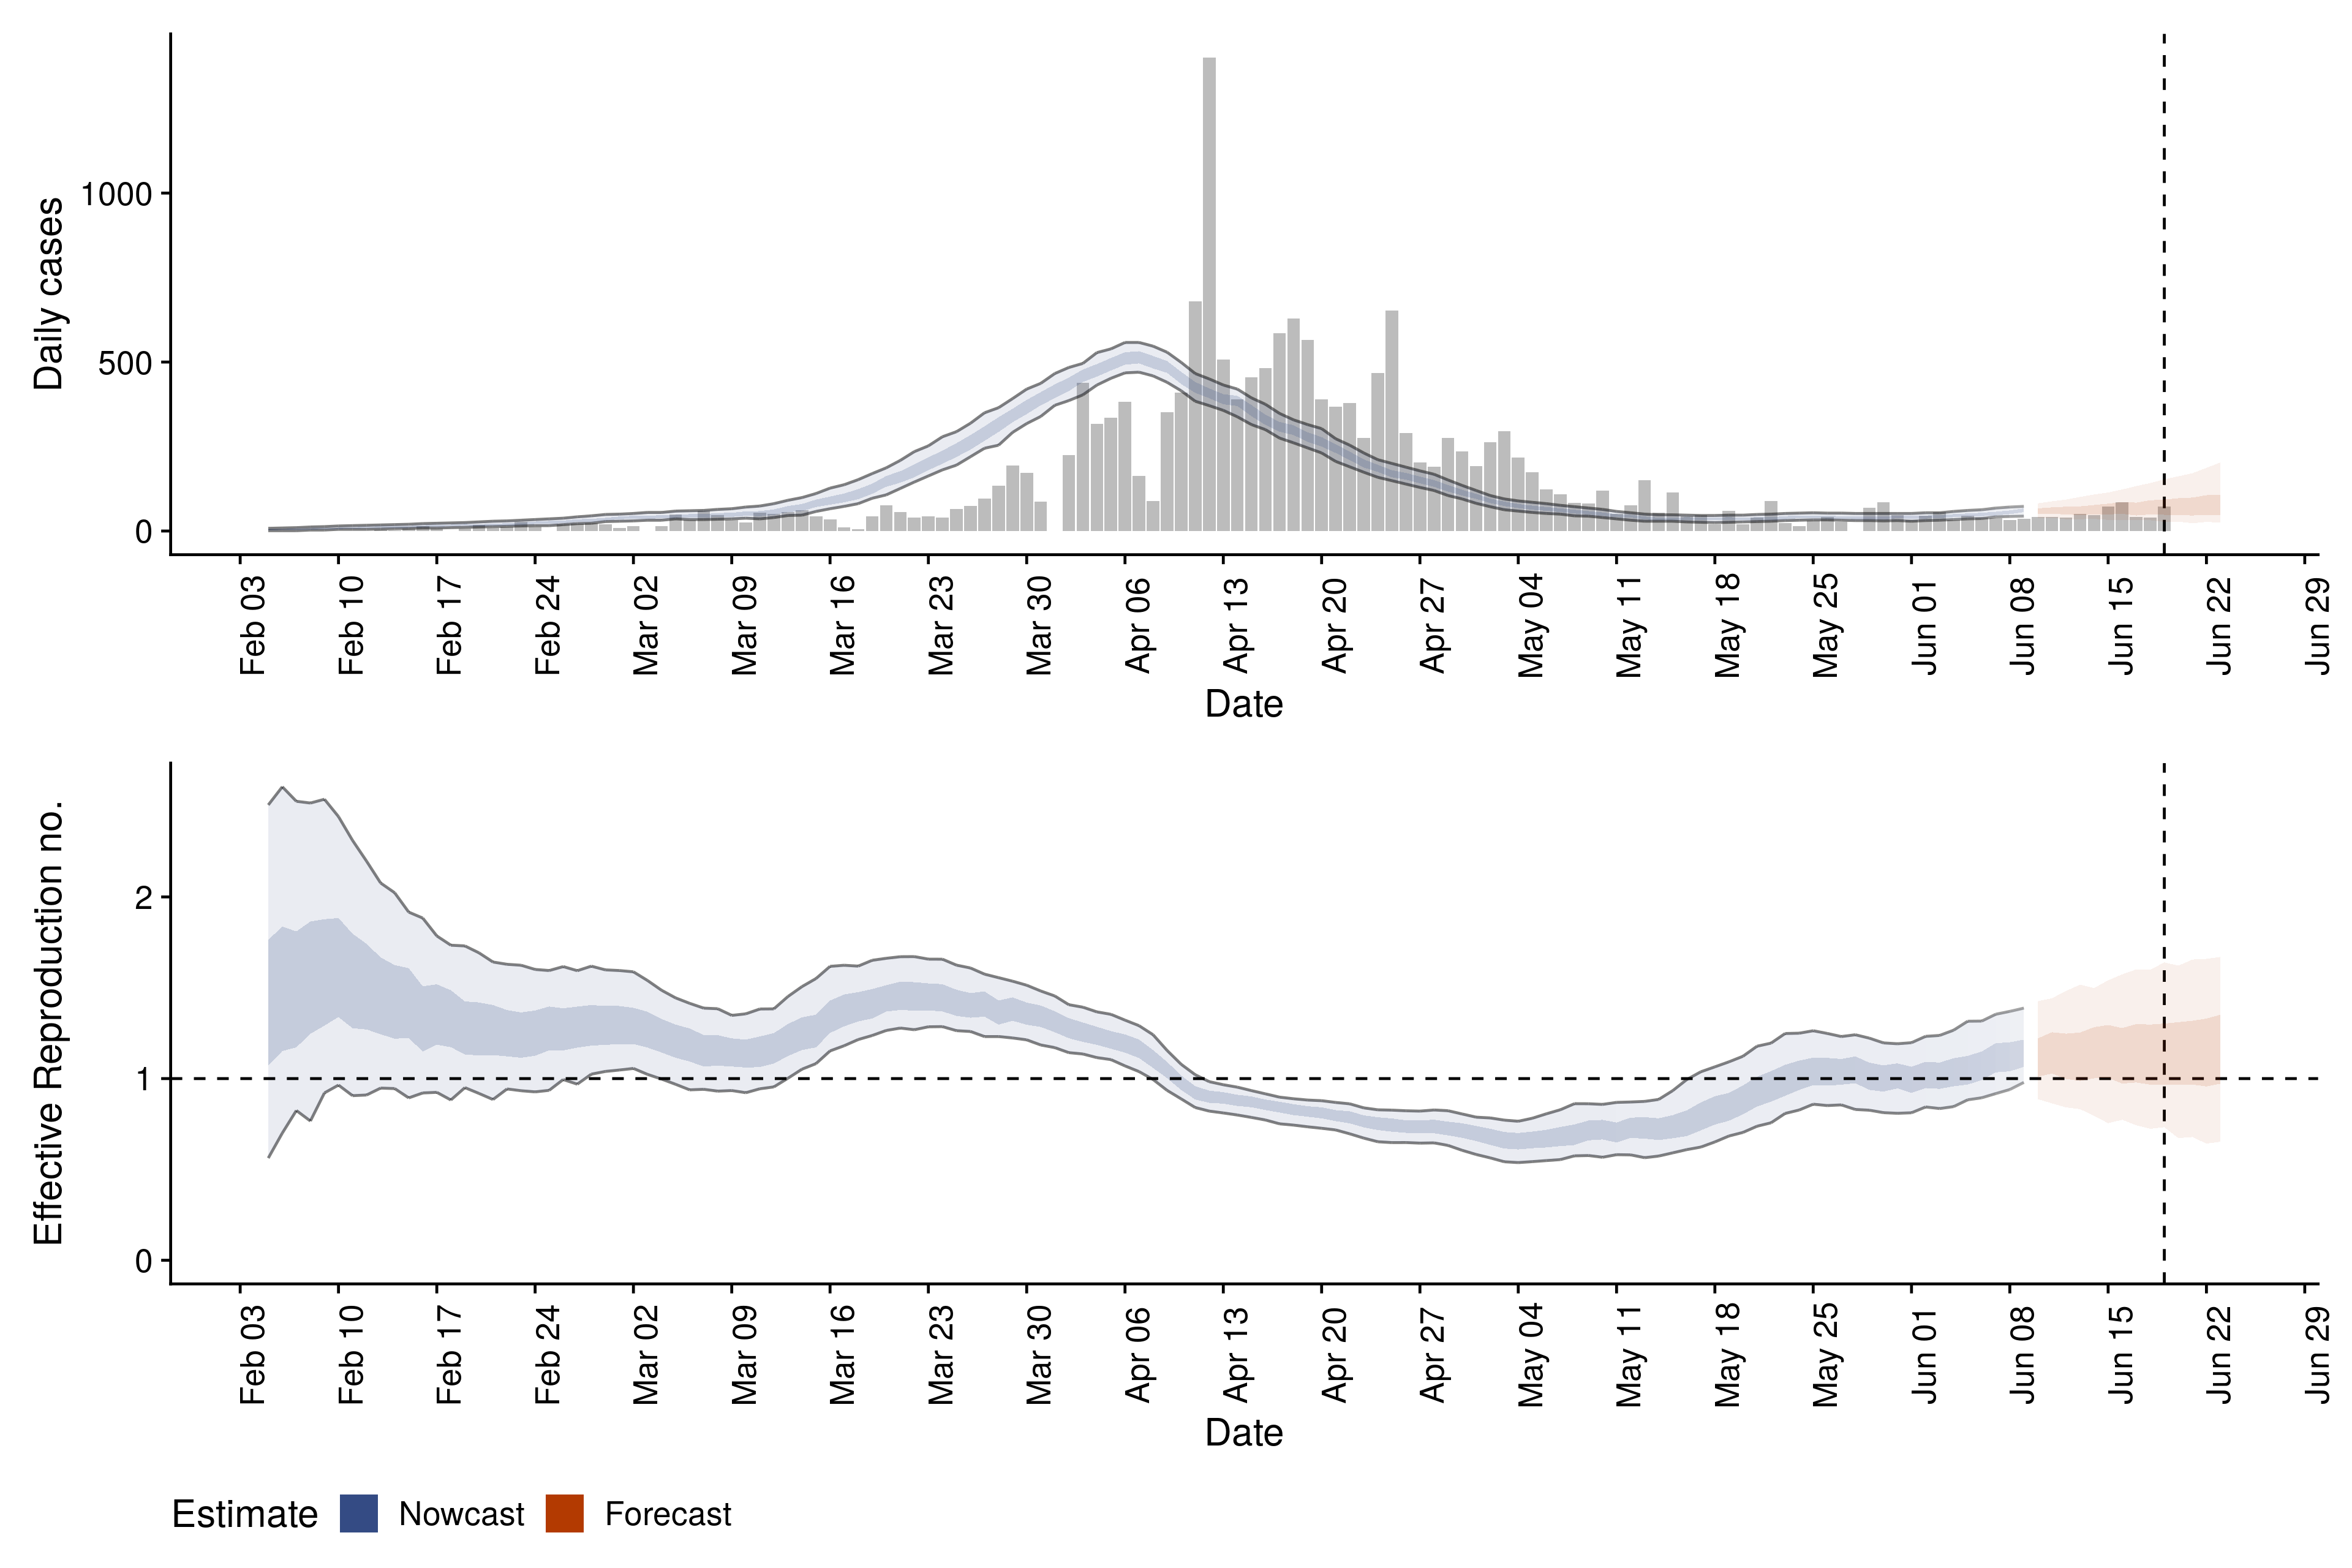 Daily cases
1000
500
0
Feb 03 Feb 10 Feb 17 Feb 24 Mar 02 Mar 09 Mar 16 Mar 23 Mar 30 Apr 06 Apr 13 Apr 20 Apr 27 May 04 May 11 May 18 May 25 Jun 01 Jun 08 Jun 15 Jun 22 Jun 29
Date
Effective Reproduction no.
2
1
0
Feb 03 Feb 10 Feb 17 Feb 24 Mar 02 Mar 09 Mar 16 Mar 23 Mar 30 Apr 06 Apr 13 Apr 20 Apr 27 May 04 May 11 May 18 May 25 Jun 01 Jun 08 Jun 15 Jun 22 Jun 29
Date
Estimate Nowcast Forecast